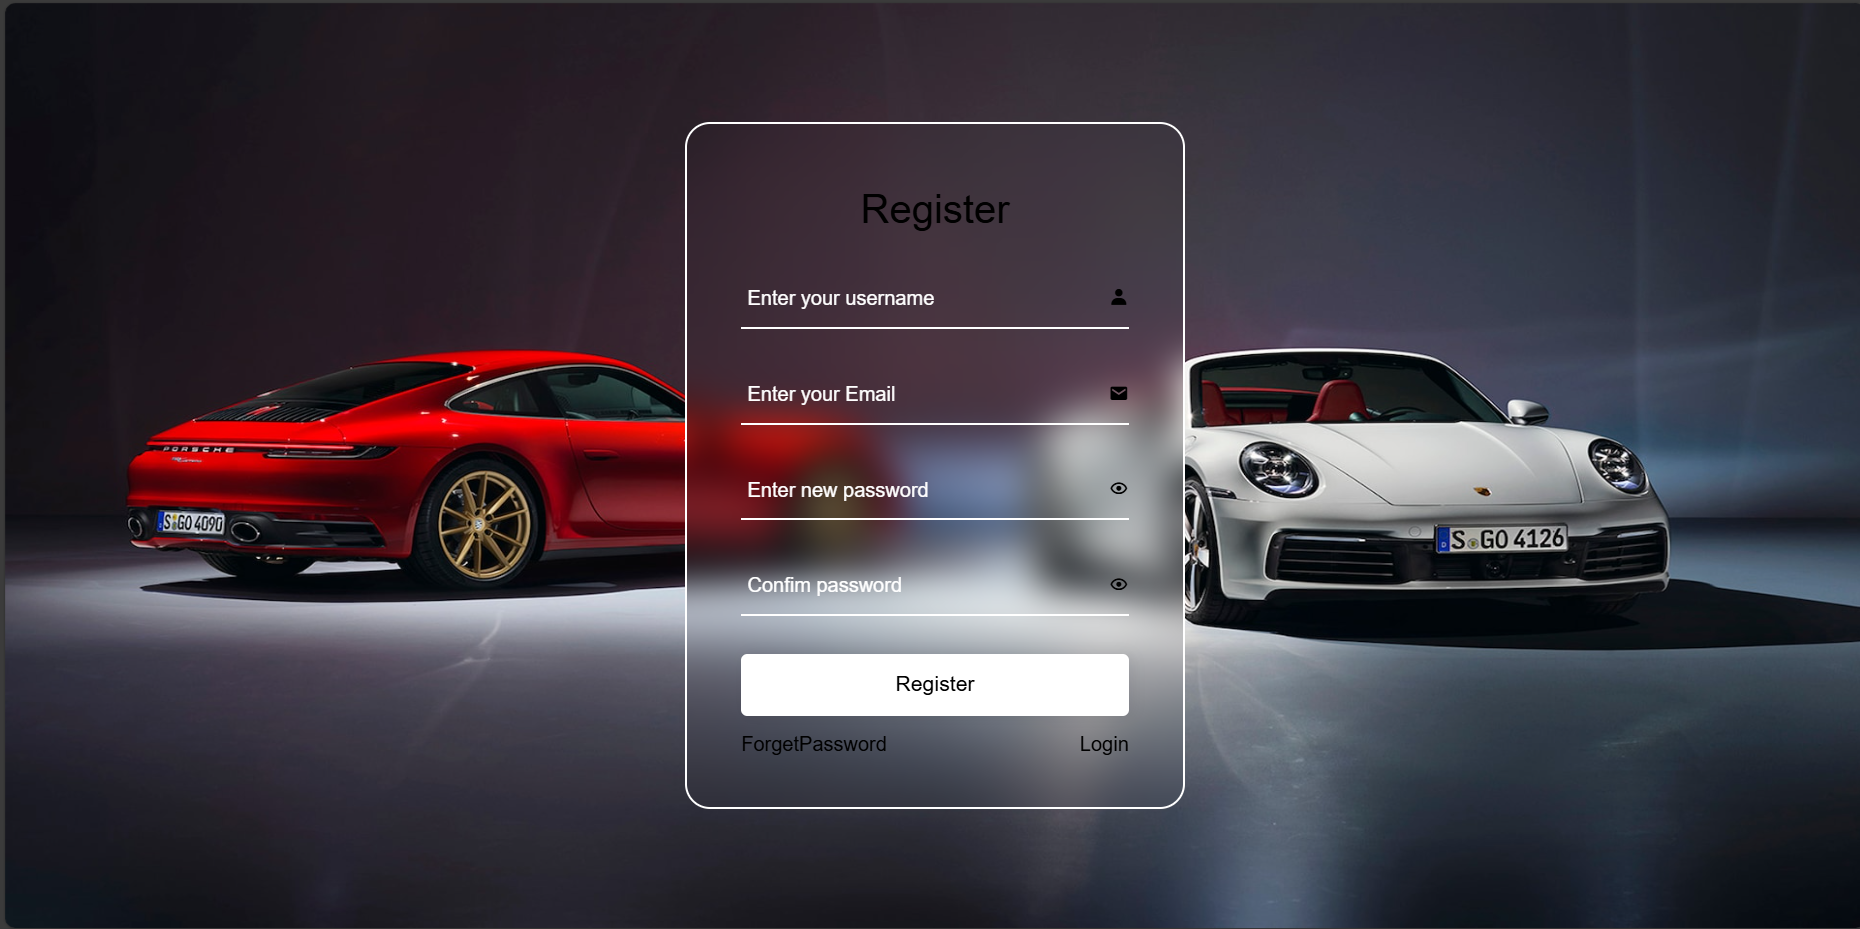 Register
Enter your username
Enter your Email
Enter new password
Confim password
Register
ForgetPassword
Login
PORSCHE
S GO 4090
S GO 4126